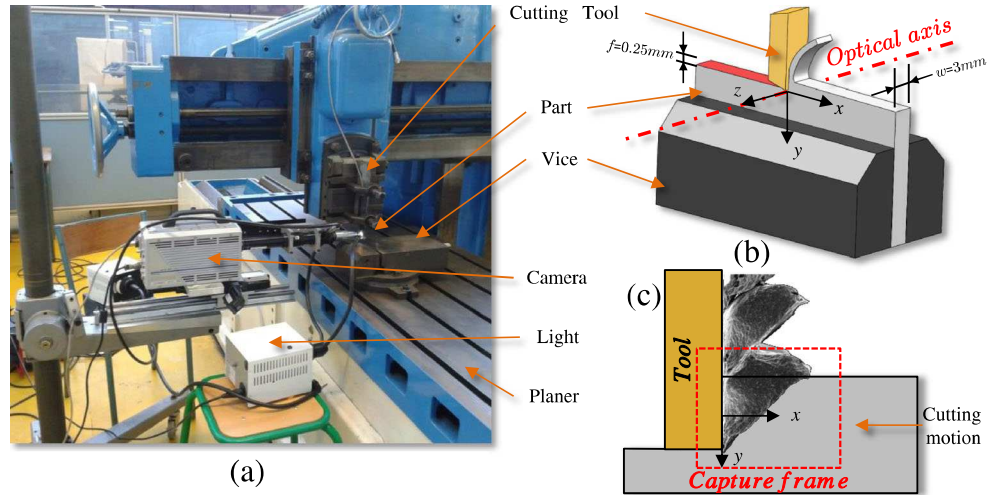 Cutting Tool
Part
Vice
Camera
Light
Planer
(a)
f=0.25mm
Optical axis
w=3mm
z
x
y
(b)
(c)
Tool
x
y
Cutting
motion
Capture frame